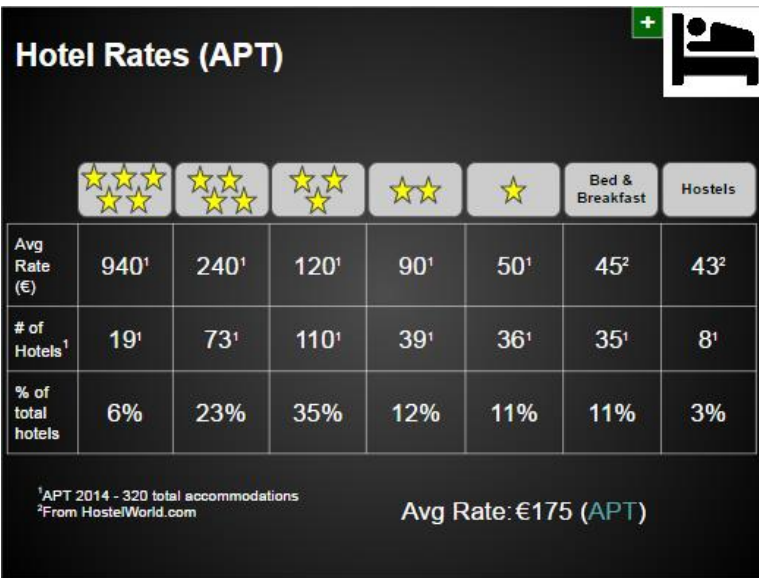 +
Hotel Rates (APT)
Bed &
Breakfast
Hostels
Avg
Rate
(€)
940¹ 240¹ 120¹ 90¹ 50¹ 45² 43²
# of
Hotels¹
19¹ 73¹ 110¹ 39¹ 36¹ 35¹ 8¹
% of
total
hotels
6% 23% 35% 12% 11% 11% 3%
¹APT 2014 - 320 total accommodations
²From HostelWorld.com
Avg Rate: €175 (APT)